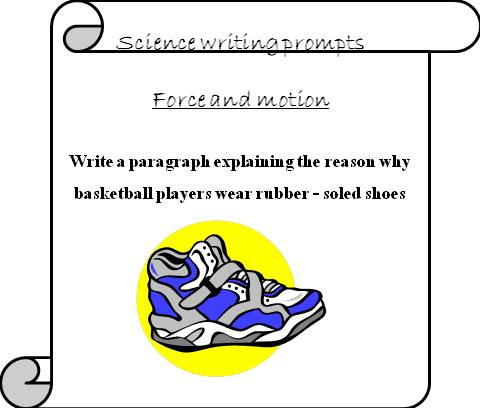 Science writing prompts
Force and motion
Write a paragraph explaining the reason why
basketball players wear rubber - soled shoes